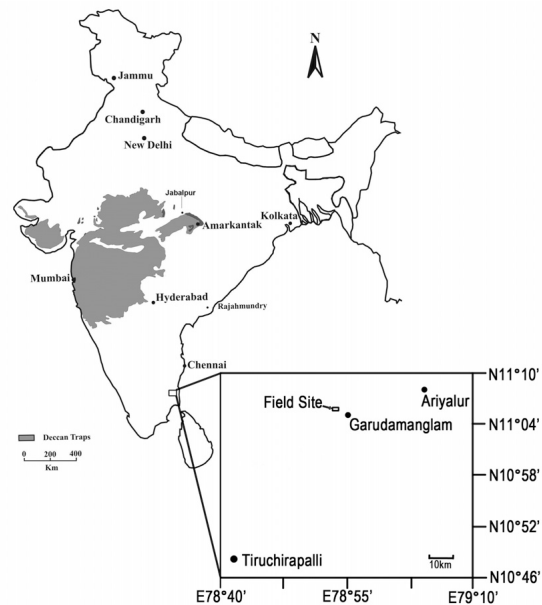 N
Jammu
Chandigarh
New Delhi
Jabalpur
Amarkantak
Kolkata
Mumbai
Hyderabad
Rajahmundry
Chennai
Deccan Traps
0 200 400
Km
N11°10'
Ariyalur
Field Site
Garudamanglam
N11°04'
N10°58'
N10°52'
10km
Tiruchirapalli
N10°46'
E78°40' E78°55' E79°10'